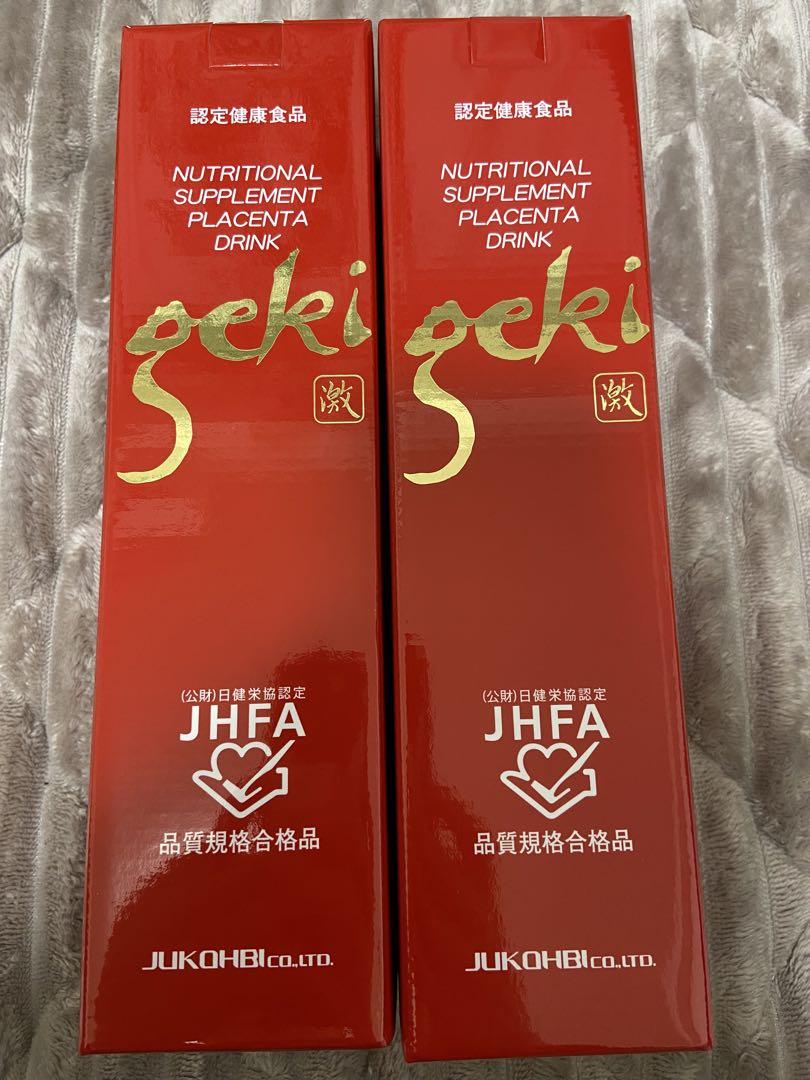 認定健康食品
NUTRITIONAL
SUPPLEMENT
PLACENTA
DRINK
geki
激
(公財)日健栄協認定
JHFA
品質規格合格品
JUKOHBI CO.,LTD.
認定健康食品
NUTRITIONAL
SUPPLEMENT
PLACENTA
DRINK
geki
激
(公財)日健栄協認定
JHFA
品質規格合格品
JUKOHBI CO.,LTD.